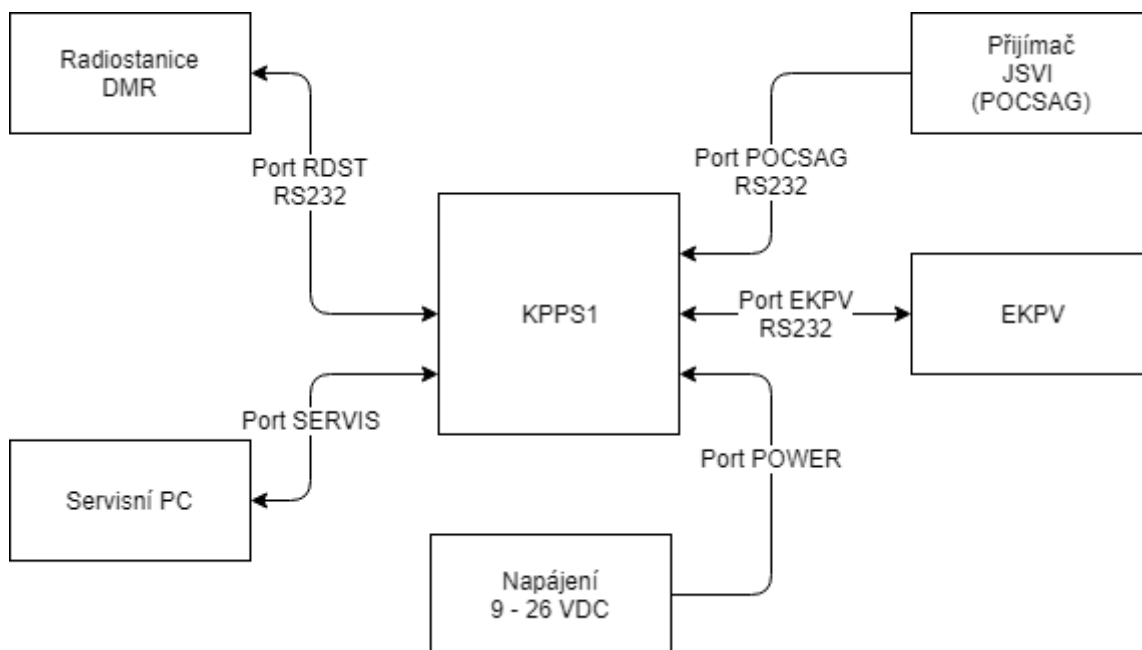 Radiostanice
DMR
Přijímač
JSVI
(POCSAG)
Port RDST
RS232
Port POCSAG
RS232
KPPS1
Port EKPV
RS232
EKPV
Port SERVIS
Port POWER
Servisní PC
Napájení
9 - 26 VDC